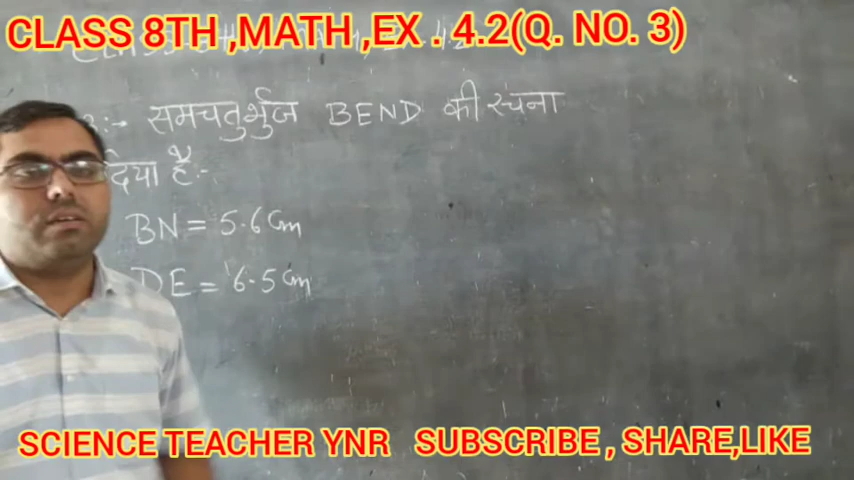 CLASS 8TH ,MATH ,EX . 4.2(Q. NO. 3)
:→ समचतुर्भुज BEND की रचना
दिया है:-
BN = 5.6 cm
DE = 6.5 cm
SCIENCE TEACHER YNR SUBSCRIBE , SHARE,LIKE